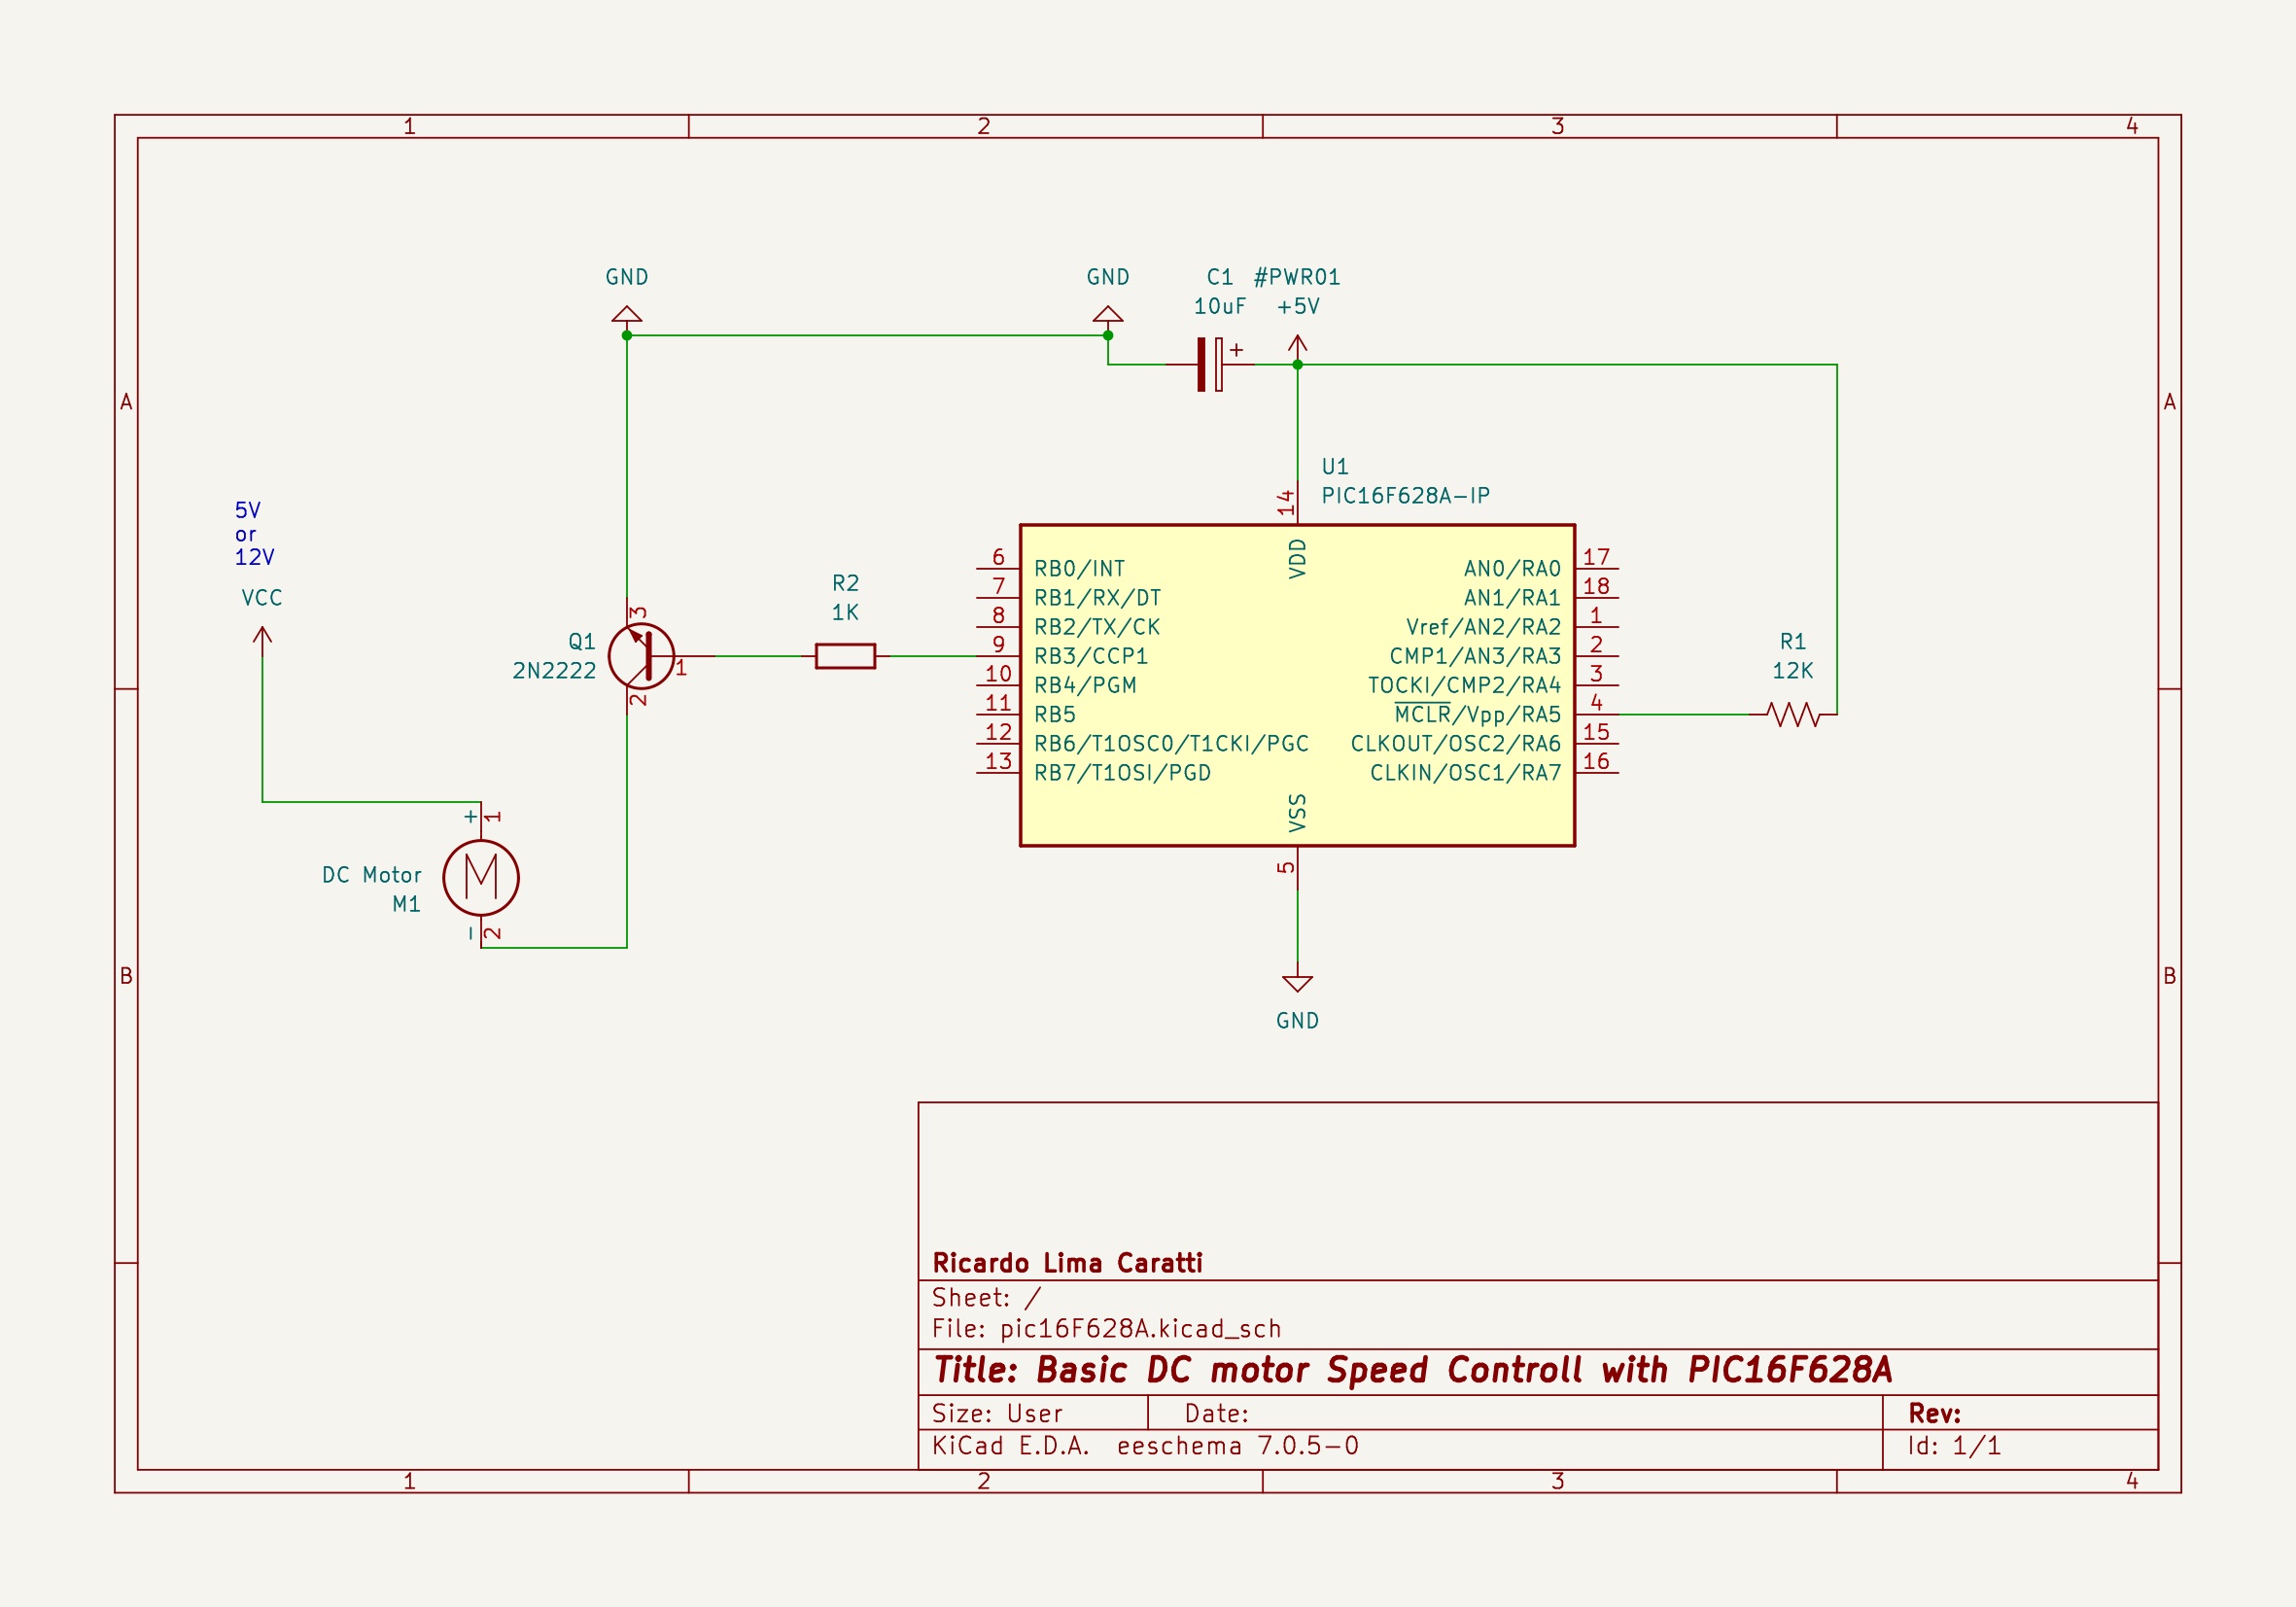 1 2 3 4
GND GND C1 #PWR01
10uF +5V
+
A A
U1
PIC16F628A-IP
14
5V
or
12V
VCC
VDD
6 RB0/INT AN0/RA0 17
7 RB1/RX/DT AN1/RA1 18
8 RB2/TX/CK Vref/AN2/RA2 1
9 RB3/CCP1 CMP1/AN3/RA3 2
10 RB4/PGM TOCKI/CMP2/RA4 3
11 RB5 MCLR/Vpp/RA5 4
12 RB6/T1OSC0/T1CKI/PGC CLKOUT/OSC2/RA6 15
13 RB7/T1OSI/PGD CLKIN/OSC1/RA7 16
VSS
5
R2
1K
3
Q1
2N2222
1
2
R1
12K
+ 1
DC Motor
M1
M
- 2
B B
GND
Ricardo Lima Caratti
Sheet: /
File: pic16F628A.kicad_sch
Title: Basic DC motor Speed Controll with PIC16F628A
Size: User Date: Rev:
KiCad E.D.A. eeschema 7.0.5-0 Id: 1/1
1 2 3 4